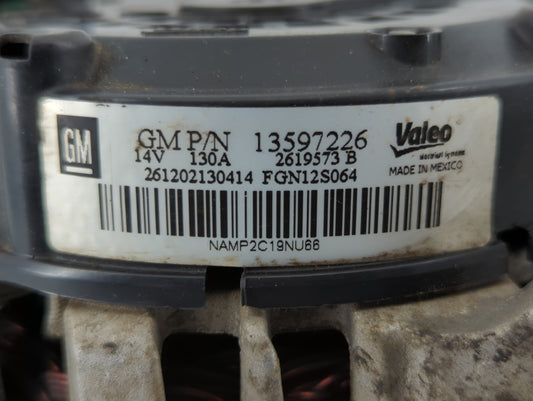 GM
GM P/N 13597226
14V 130A 2619573 B
261202130414 FGN12S064
NAMP2C19NU66
Valeo
MADE IN MEXICO